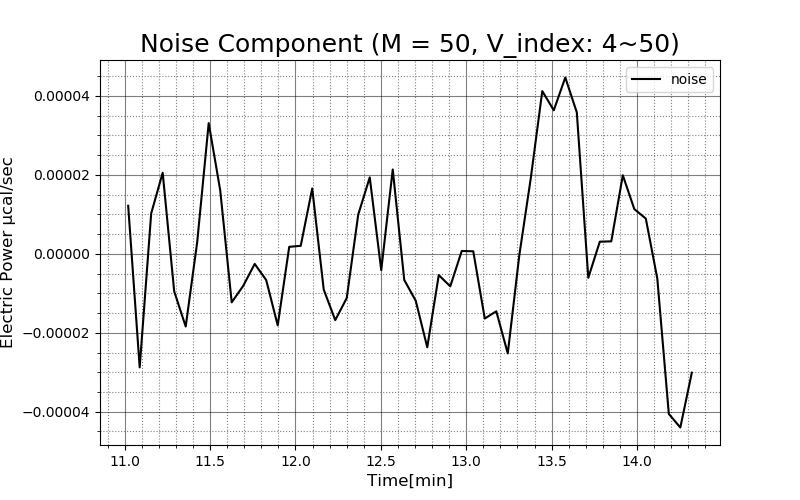 Noise Component (M = 50, V_index: 4~50)
noise
0.00004
0.00002
0.00000
−0.00002
−0.00004
Electric Power μcal/sec
11.0 11.5 12.0 12.5 13.0 13.5 14.0
Time[min]